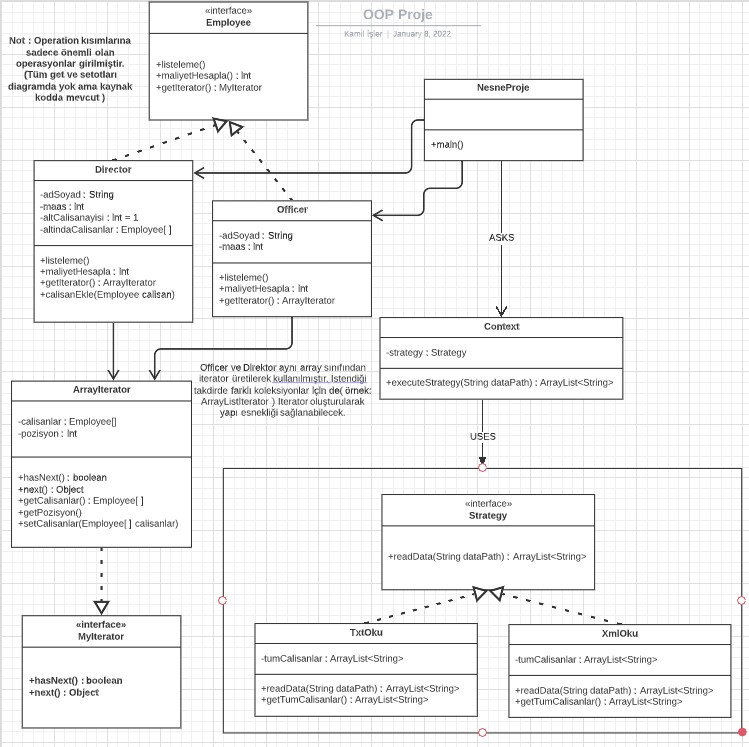 OOP Proje
Kamil İşler | January 8, 2022
Not : Operation kısımlarına
sadece önemli olan
operasyonlar girilmiştir.
(Tüm get ve setotları
diagramda yok ama kaynak
kodda mevcut )
«interface»
Employee
+listeleme()
+maliyetHesapla() : Int
+getIterator() : MyIterator
NesneProje
+main()
Director
-adSoyad : String
-maas : Int
-altCalisanayisi : Int = 1
-altindaCalisanlar : Employee[ ]
+listeleme()
+maliyetHesapla : Int
+getIterator() : ArrayIterator
+calisanEkle(Employee calisan)
Officer
-adSoyad : String
-maas : Int
+listeleme()
+maliyetHesapla : Int
+getIterator() : ArrayIterator
ASKS
Context
-strategy : Strategy
+executeStrategy(String dataPath) : ArrayList<String>
Officer ve Direktor aynı array sınıfından
iterator üretilerek kullanılmıştır. Istendiği
takdirde farklı koleksiyonlar İçİn de( örnek:
ArrayListIterator ) Iterator oluşturularak
yapı esnekliği sağlanabilecek.
ArrayIterator
-calisanlar : Employee[]
-pozisyon : Int
+hasNext() : boolean
+next() : Object
+getCalisanlar() : Employee[ ]
+getPozisyon()
+setCalisanlar(Employee[ ] calisanlar)
USES
«interface»
Strategy
+readData(String dataPath) : ArrayList<String>
«interface»
MyIterator
+hasNext() : boolean
+next() : Object
TxtOku
-tumCalisanlar : ArrayList<String>
+readData(String dataPath) : ArrayList<String>
+getTumCalisanlar() : ArrayList<String>
XmlOku
-tumCalisanlar : ArrayList<String>
+readData(String dataPath) : ArrayList<String>
+getTumCalisanlar() : ArrayList<String>